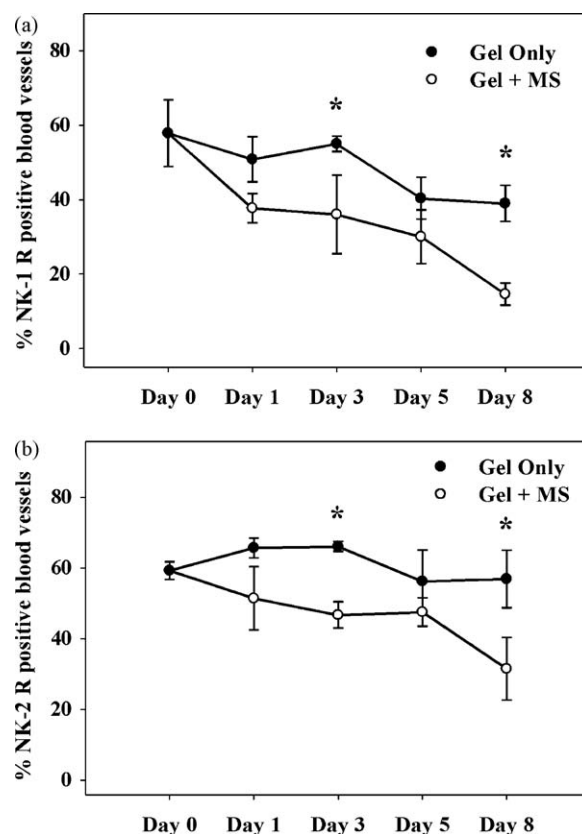 (a)
% NK-1 R positive blood vessels
80
60
40
20
0
Gel Only
Gel + MS
*
*
Day 0 Day 1 Day 3 Day 5 Day 8
(b)
% NK-2 R positive blood vessels
80
60
40
20
0
Gel Only
Gel + MS
*
*
Day 0 Day 1 Day 3 Day 5 Day 8